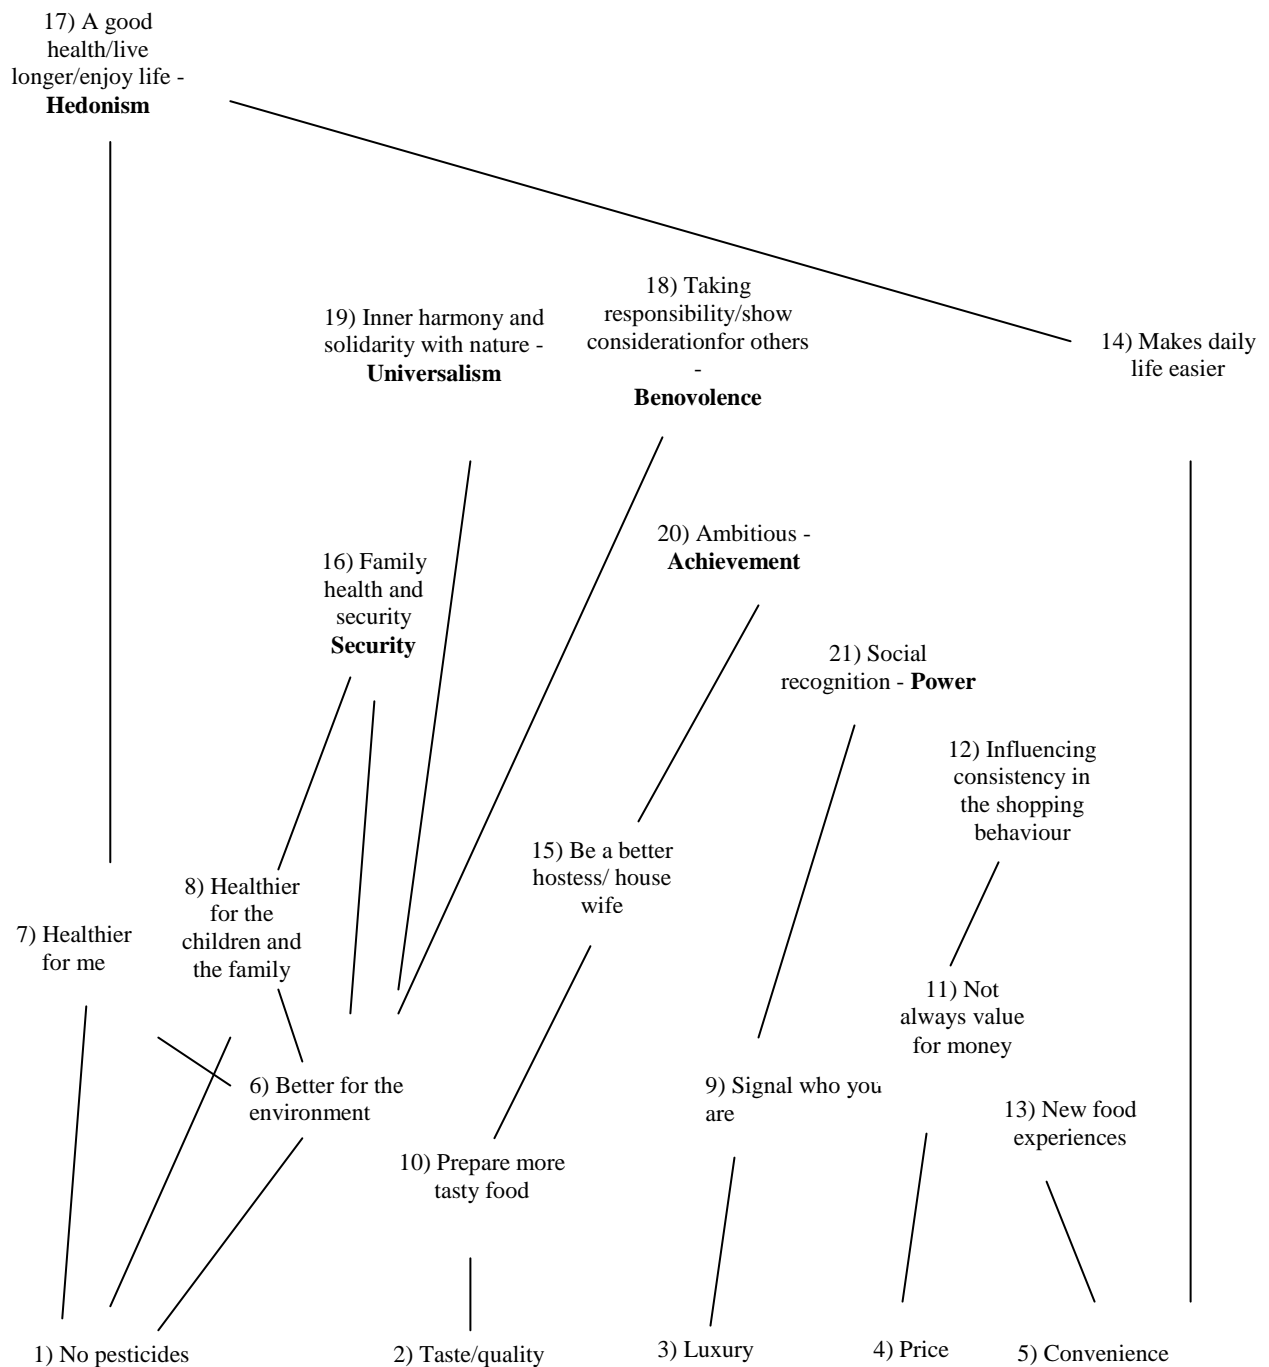 17) A good
health/live
longer/enjoy life -
Hedonism
18) Taking
responsibility/show
considerationfor others
-
Benovolence
19) Inner harmony and
solidarity with nature -
Universalism
14) Makes daily
life easier
20) Ambitious -
Achievement
16) Family
health and
security
Security
21) Social
recognition - Power
12) Influencing
consistency in
the shopping
behaviour
15) Be a better
hostess/ house
wife
8) Healthier
for the
children and
the family
7) Healthier
for me
11) Not
always value
for money
6) Better for the
environment
9) Signal who you
are
13) New food
experiences
10) Prepare more
tasty food
1) No pesticides
2) Taste/quality
3) Luxury
4) Price
5) Convenience